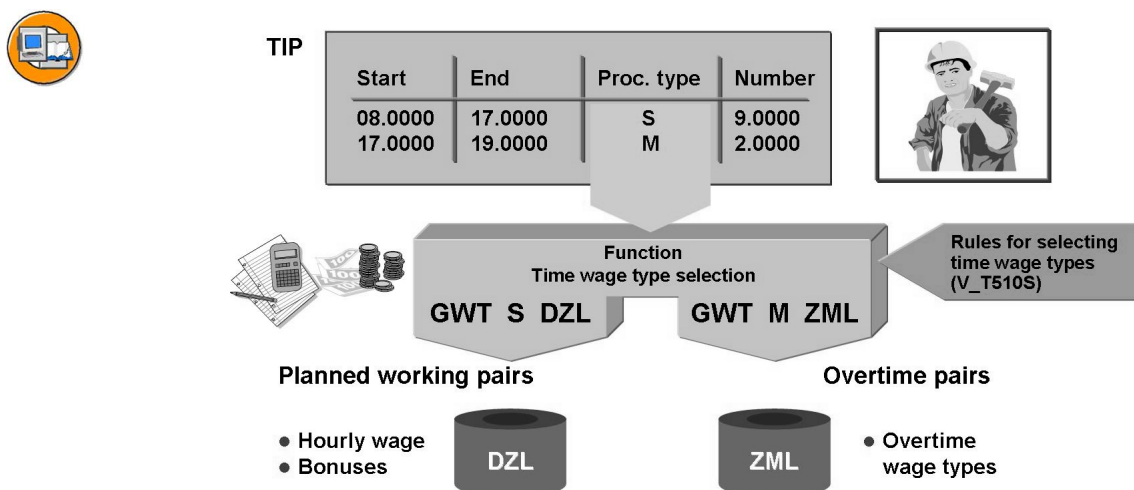 TIP
Start End Proc. type Number
08.0000 17.0000 S 9.0000
17.0000 19.0000 M 2.0000
Function
Time wage type selection
Rules for selecting
time wage types
(V_T510S)
GWT S DZL GWT M ZML
Planned working pairs Overtime pairs
● Hourly wage
● Bonuses
DZL
ZML
● Overtime
wage types